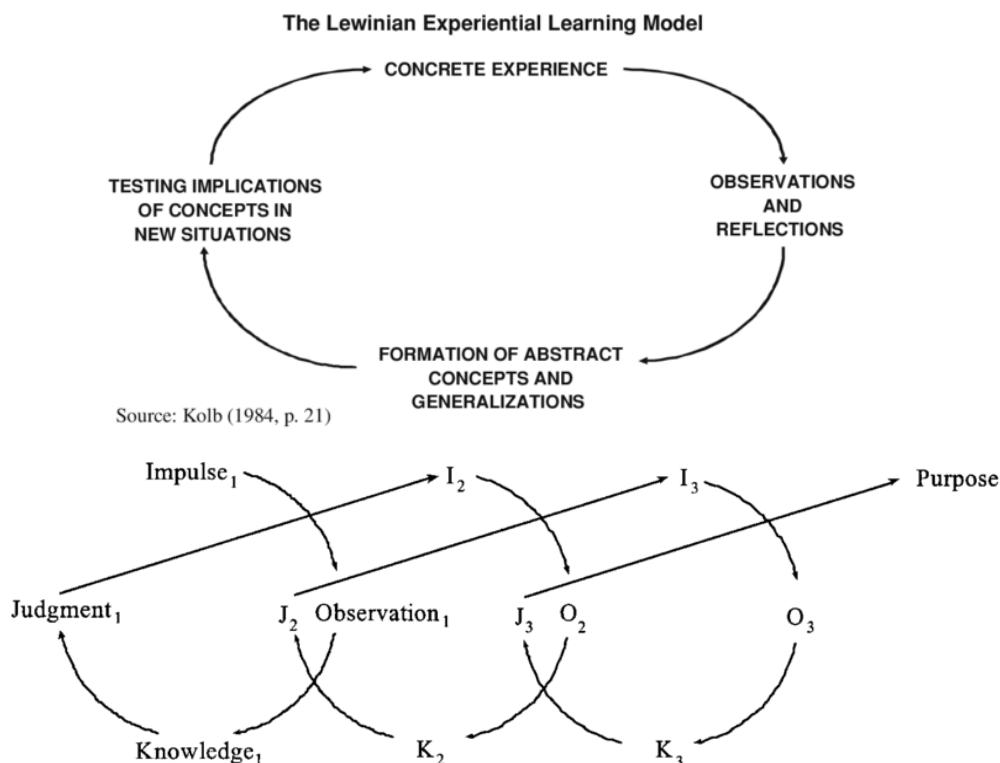 The Lewinian Experiential Learning Model
CONCRETE EXPERIENCE
TESTING IMPLICATIONS
OF CONCEPTS IN
NEW SITUATIONS
OBSERVATIONS
AND
REFLECTIONS
FORMATION OF ABSTRACT
CONCEPTS AND
GENERALIZATIONS
Source: Kolb (1984, p. 21)
Impulse₁ I₂ I₃ Purpose
Judgment₁ J₂ Observation₁ J₃ O₂ O₃
Knowledge₁ K₂ K₃